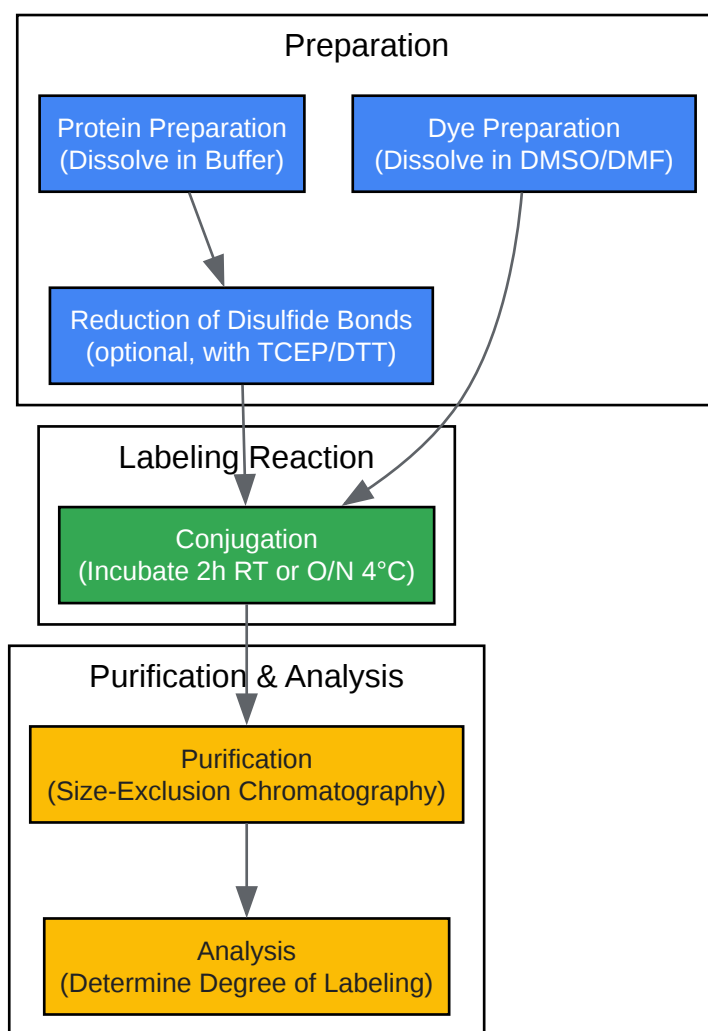 Preparation
Protein Preparation
(Dissolve in Buffer)
Dye Preparation
(Dissolve in DMSO/DMF)
Reduction of Disulfide Bonds
(optional, with TCEP/DTT)
Labeling Reaction
Conjugation
(Incubate 2h RT or O/N 4°C)
Purification & Analysis
Purification
(Size-Exclusion Chromatography)
Analysis
(Determine Degree of Labeling)